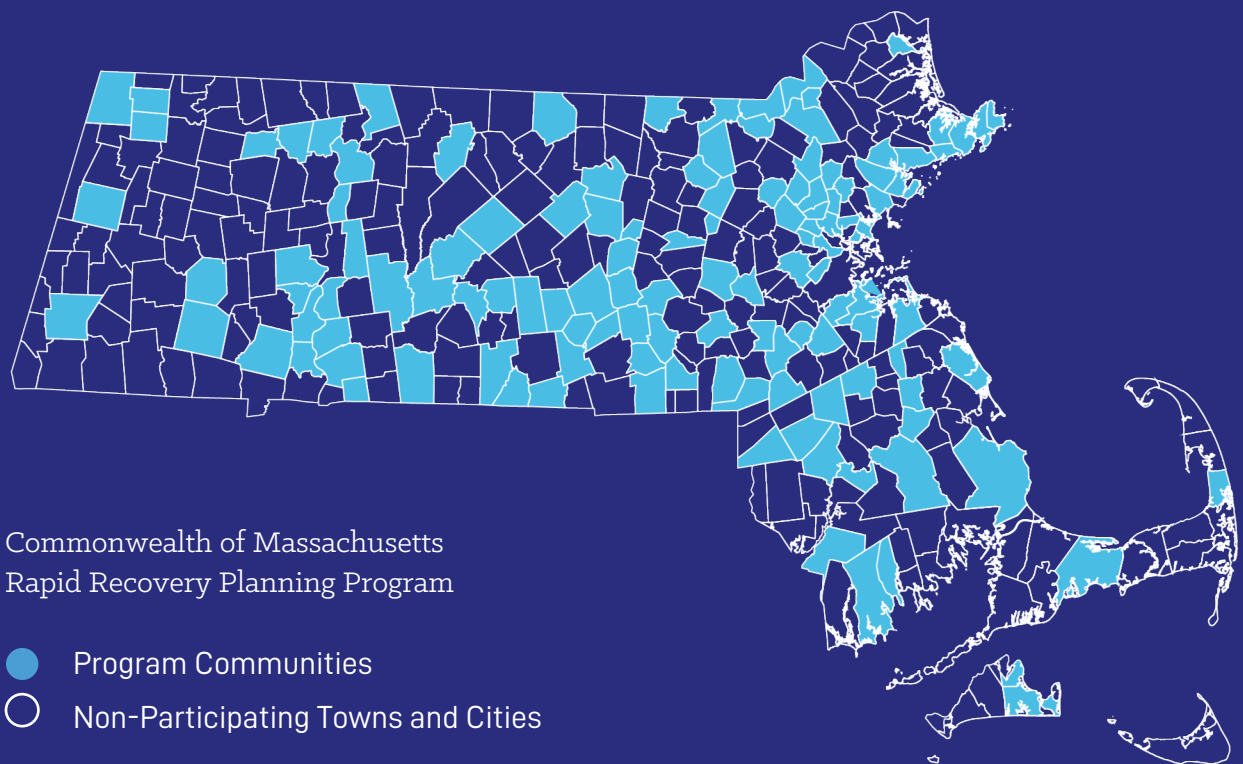 Commonwealth of Massachusetts
Rapid Recovery Planning Program
Program Communities
Non-Participating Towns and Cities